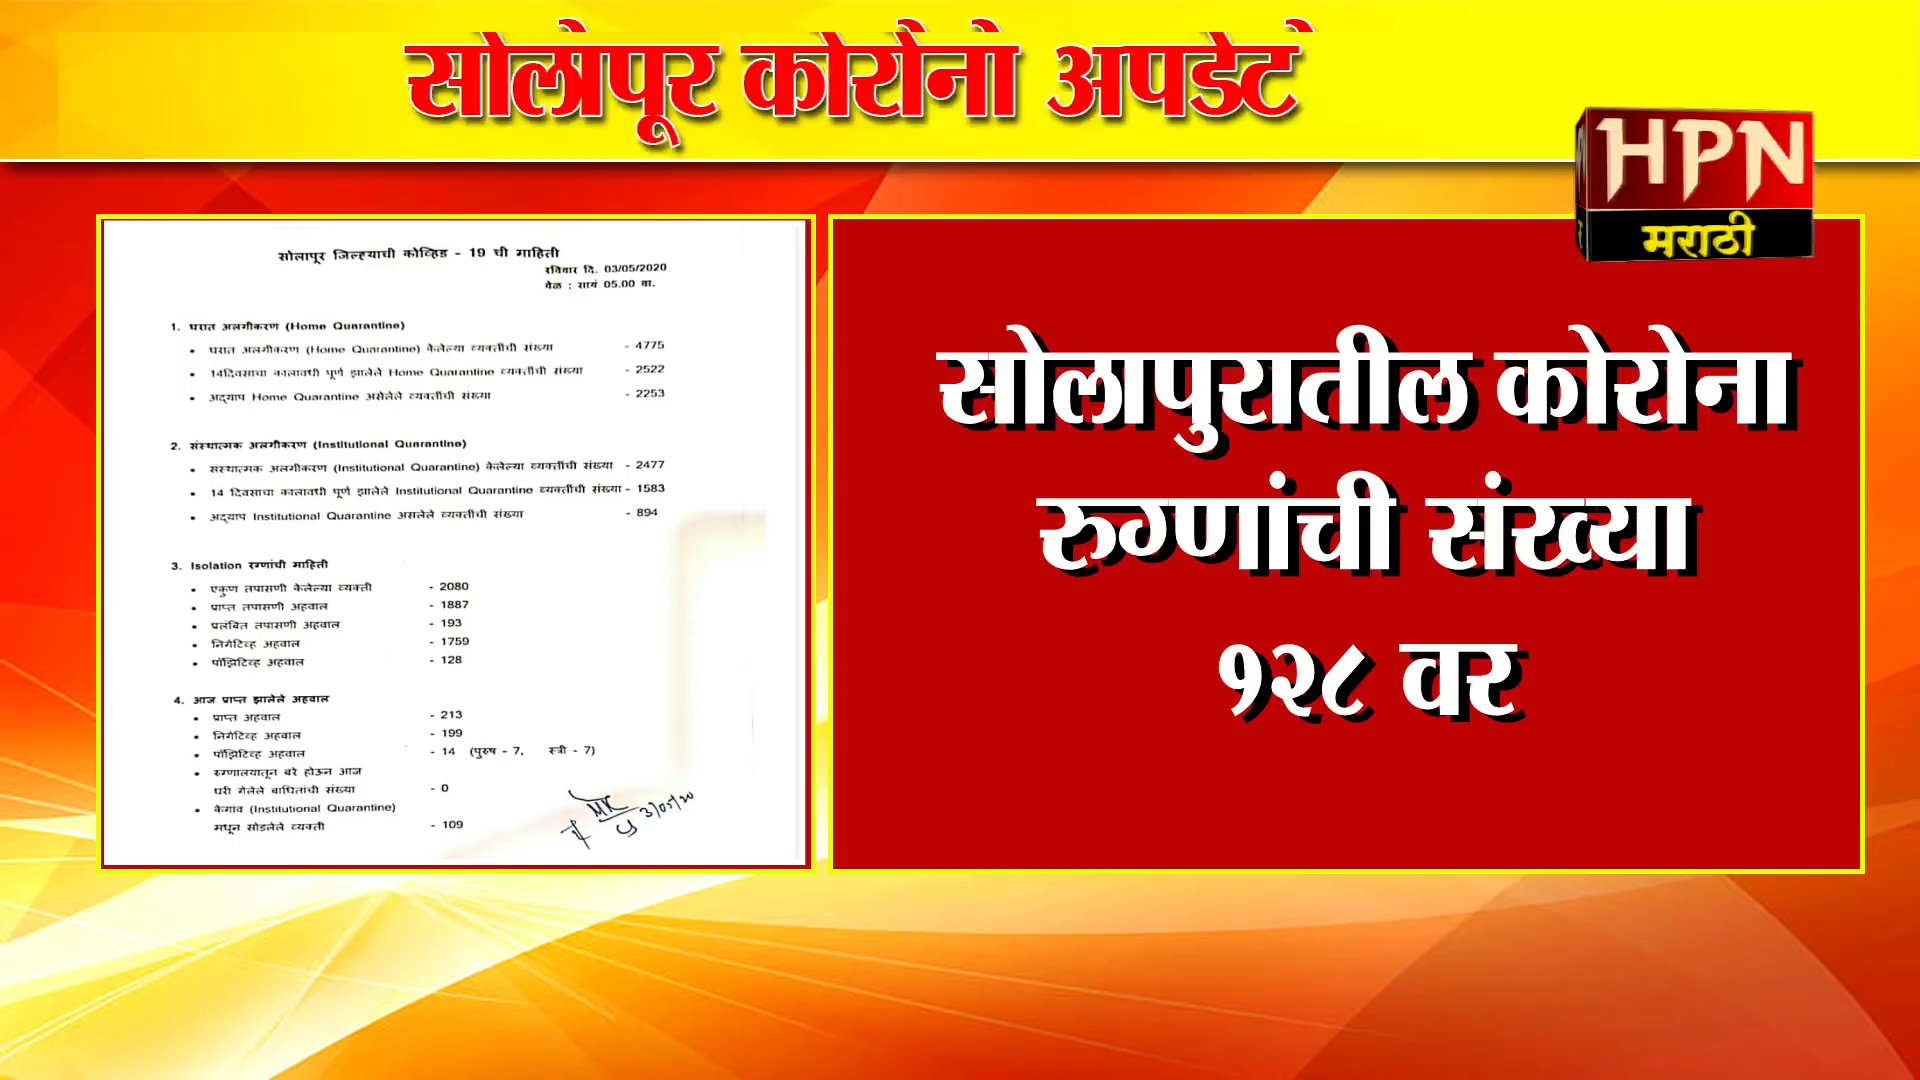 सोलापूर कोरोना अपडेट
HPN
मराठी
सोलापूर जिल्ह्याची कोव्हिड - 19 ची माहिती
रविवार दि. 03/05/2020
वेळ : सायं 05.00 वा.
1. घरात अलगीकरण (Home Quarantine)
• घरात अलगीकरण (Home Quarantine) केलेल्या व्यक्तींची संख्या - 4775
• 14दिवसाचा कालावधी पूर्ण झालेले Home Quarantine व्यक्तींची संख्या - 2522
• अद्याप Home Quarantine असेलेले व्यक्तींची संख्या - 2253
2. संस्थात्मक अलगीकरण (Institutional Quarantine)
• संस्थात्मक अलगीकरण (Institutional Quarantine) केलेल्या व्यक्तींची संख्या - 2477
• 14 दिवसाचा कालावधी पूर्ण झालेले Institutional Quarantine व्यक्तींची संख्या - 1583
• अद्याप Institutional Quarantine असलेले व्यक्तींची संख्या - 894
3. Isolation रुग्णांची माहिती
• एकुण तपासणी केलेल्या व्यक्ती - 2080
• प्राप्त तपासणी अहवाल - 1887
• प्रलंबित तपासणी अहवाल - 193
• निगेटिव्ह अहवाल - 1759
• पॉझिटिव्ह अहवाल - 128
4. आज प्राप्त झालेले अहवाल
• प्राप्त अहवाल - 213
• निगेटिव्ह अहवाल - 199
• पॉझिटिव्ह अहवाल - 14 (पुरुष - 7, स्त्री - 7)
• रुग्णालयातून बरे होऊन आज
घरी गेलेले बाधितांची संख्या - 0
• केगांव (Institutional Quarantine)
मधून सोडलेले व्यक्ती - 109
3/05/20
सोलापुरातील कोरोना
रुग्णांची संख्या
१२८ वर